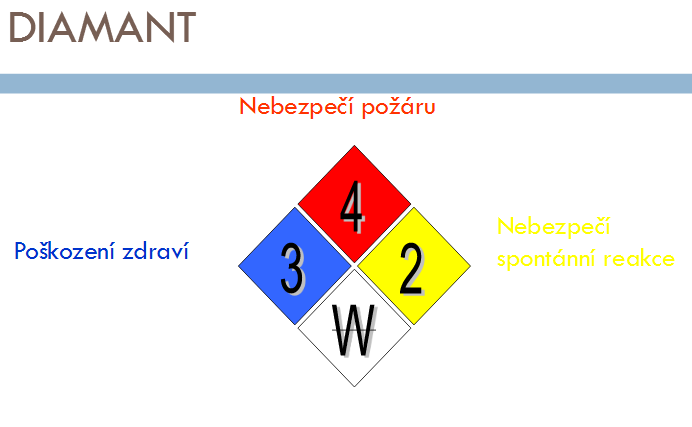 DIAMANT
Nebezpečí požáru
4
Poškození zdraví
3
2
Nebezpečí
spontánní reakce
W